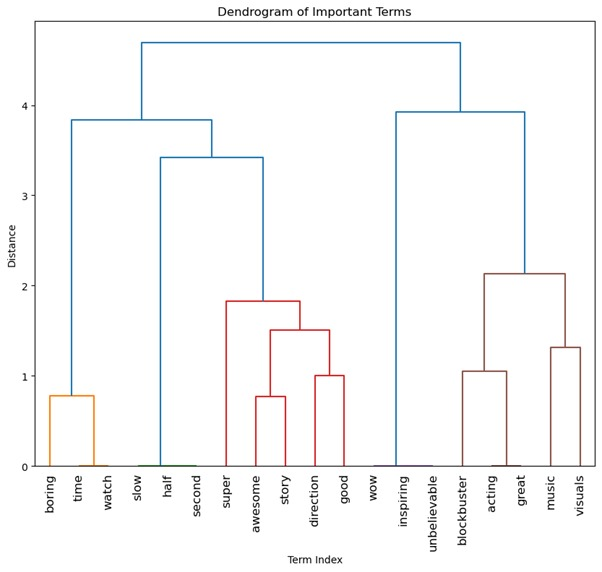 Dendrogram of Important Terms
4
3
2
1
0
Distance
boring
time
watch
slow
half
second
super
awesome
story
direction
good
wow
inspiring
unbelievable
blockbuster
acting
great
music
visuals
Term Index